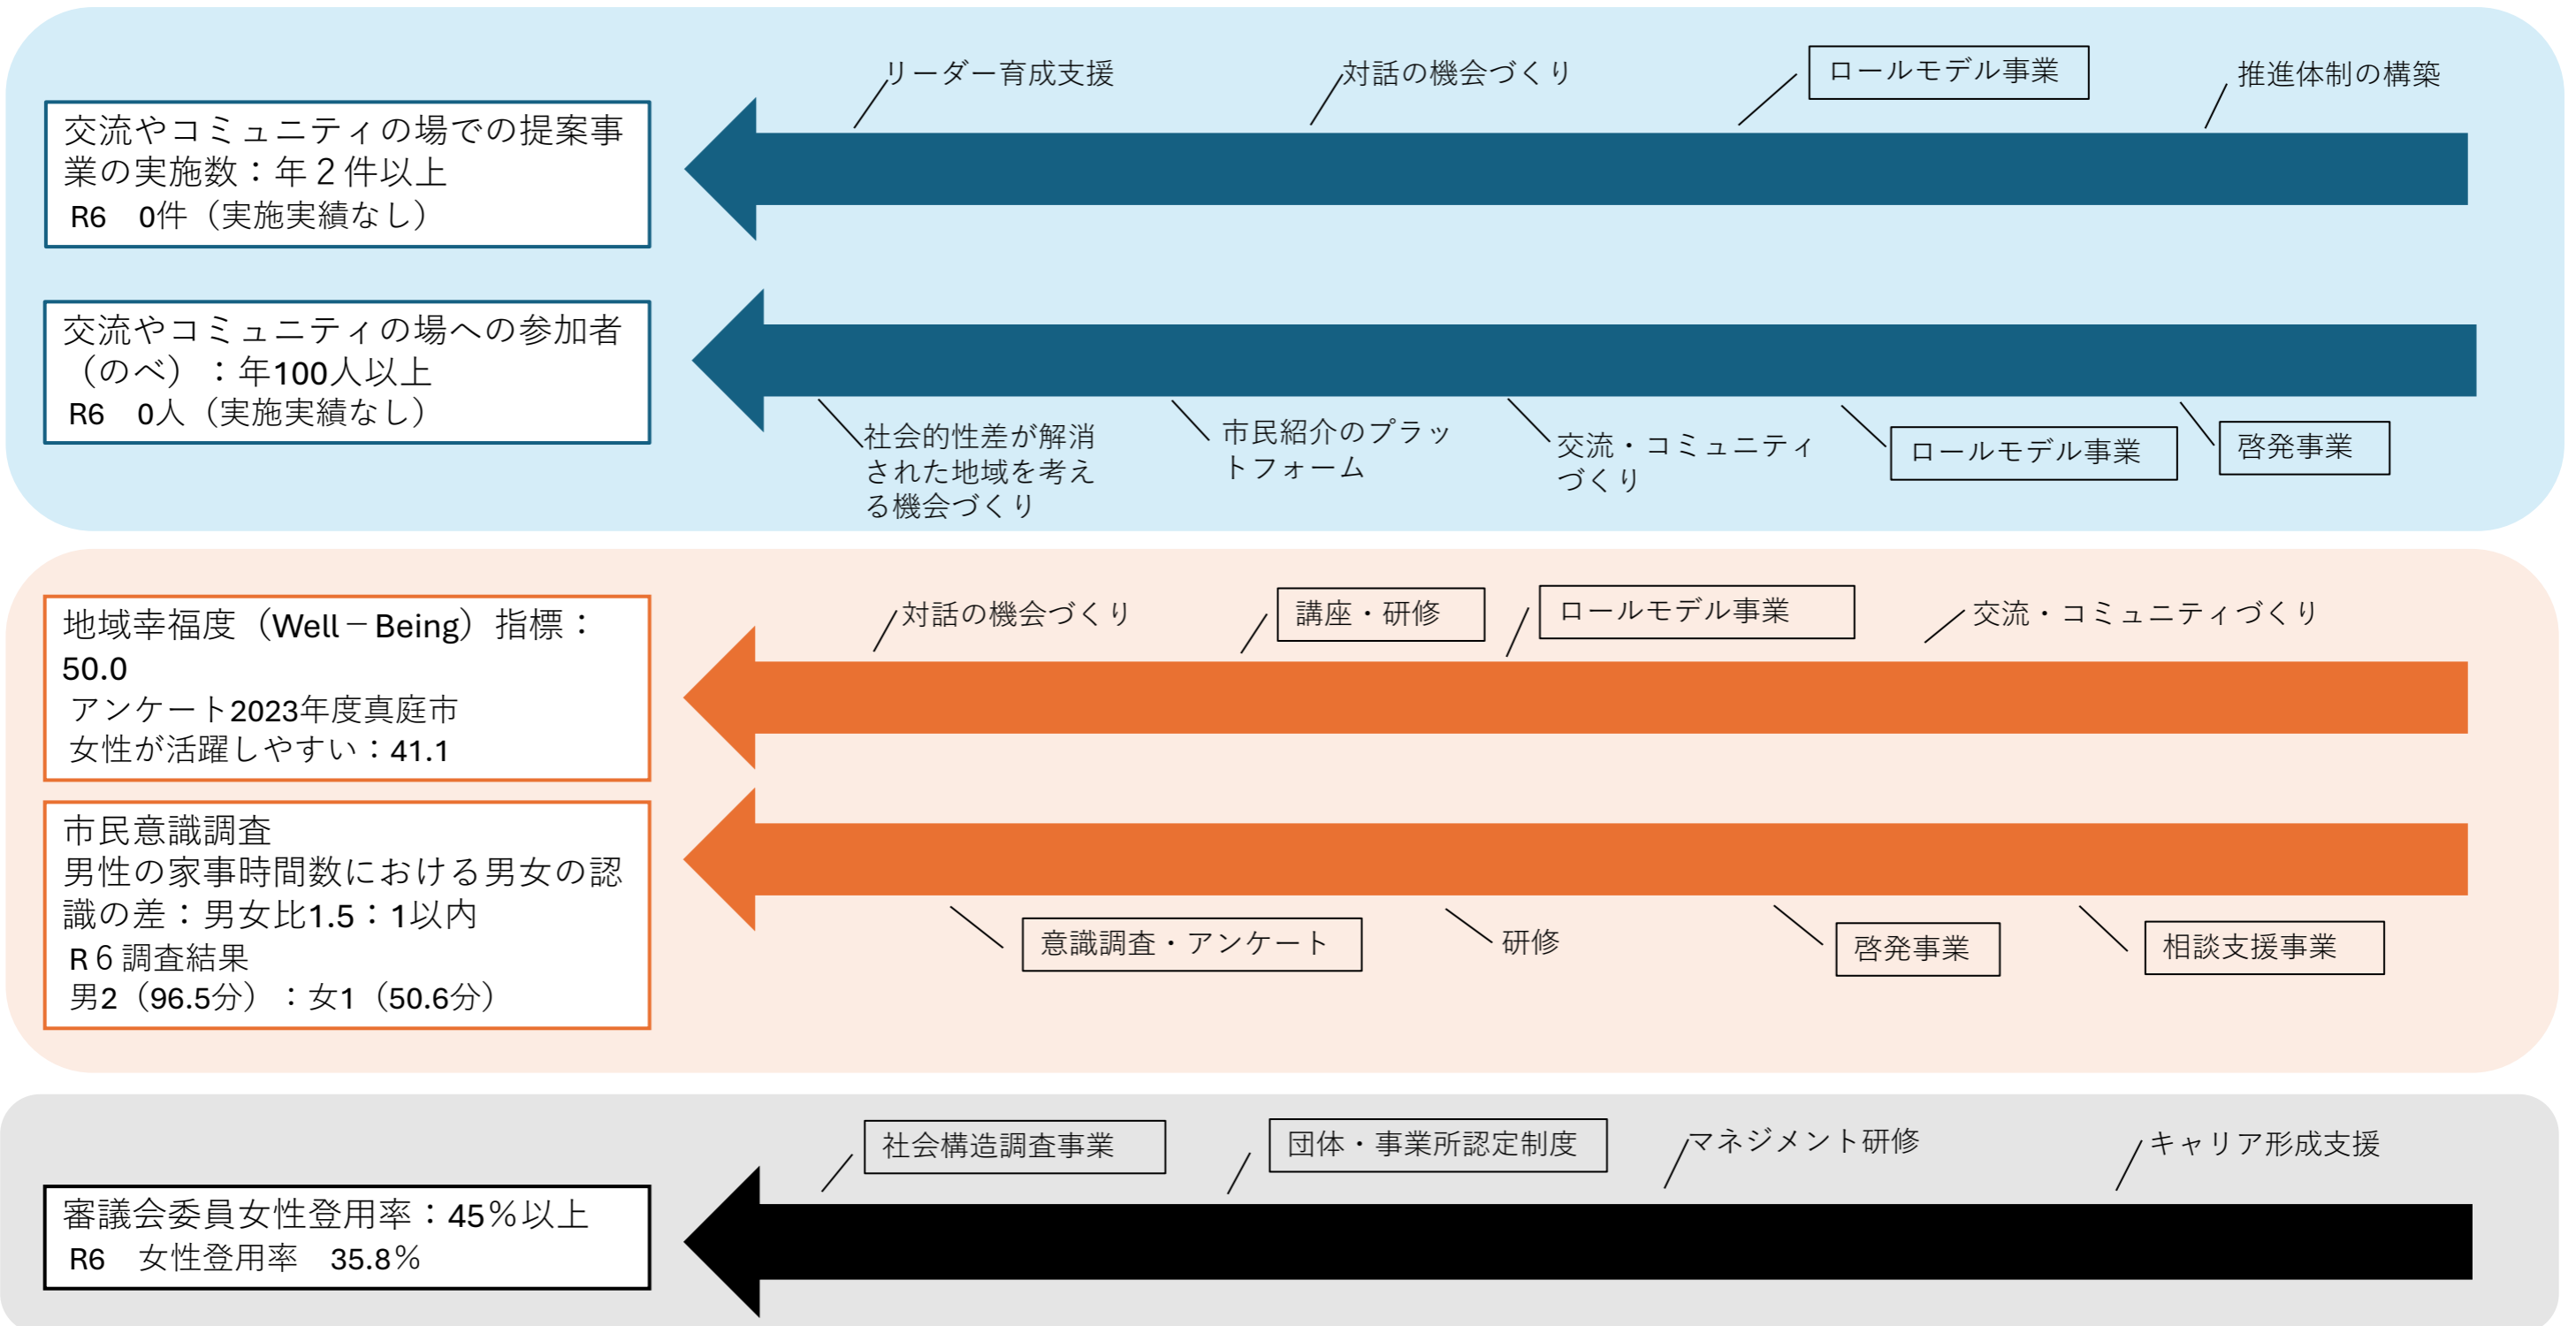 リーダー育成支援
対話の機会づくり
ロールモデル事業
推進体制の構築
交流やコミュニティの場での提案事
業の実施数：年２件以上
R6　0件（実施実績なし）
交流やコミュニティの場への参加者
（のべ）：年100人以上
R6　0人（実施実績なし）
社会的性差が解消
された地域を考え
る機会づくり
市民紹介のプラッ
トフォーム
交流・コミュニティ
づくり
ロールモデル事業
啓発事業
対話の機会づくり
講座・研修
ロールモデル事業
交流・コミュニティづくり
地域幸福度（Well－Being）指標：
50.0
アンケート2023年度真庭市
女性が活躍しやすい：41.1
市民意識調査
男性の家事時間数における男女の認
識の差：男女比1.5：1以内
R６調査結果
男2（96.5分）：女1（50.6分）
意識調査・アンケート
研修
啓発事業
相談支援事業
社会構造調査事業
団体・事業所認定制度
マネジメント研修
キャリア形成支援
審議会委員女性登用率：45％以上
R6　女性登用率　35.8％